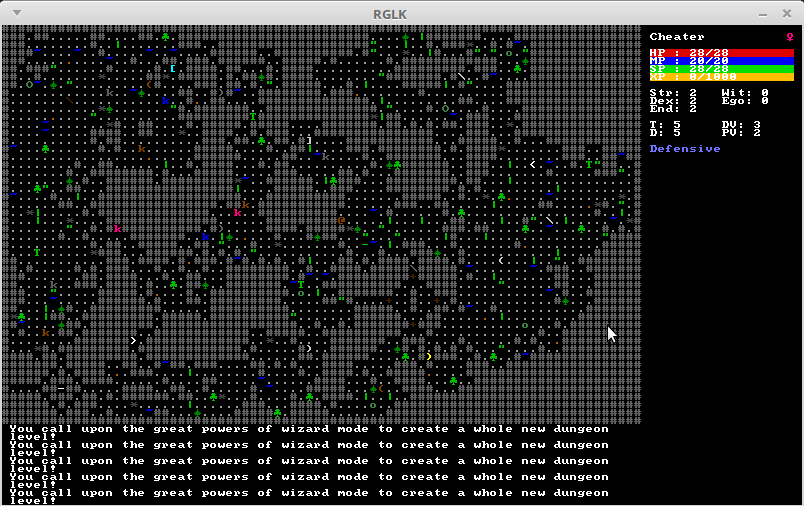 RGLK
Cheater ♀
HP : 28/28
MP : 20/20
SP : 28/28
XP : 0/1000
Str: 2 Wit: 0
Dex: 2 Ego: 0
End: 2
T: 5 DV: 3
D: 5 PV: 2
Defensive
You call upon the great powers of wizard mode to create a whole new dungeon
level!
You call upon the great powers of wizard mode to create a whole new dungeon
level!
You call upon the great powers of wizard mode to create a whole new dungeon
level!
You call upon the great powers of wizard mode to create a whole new dungeon
level!
You call upon the great powers of wizard mode to create a whole new dungeon
level!